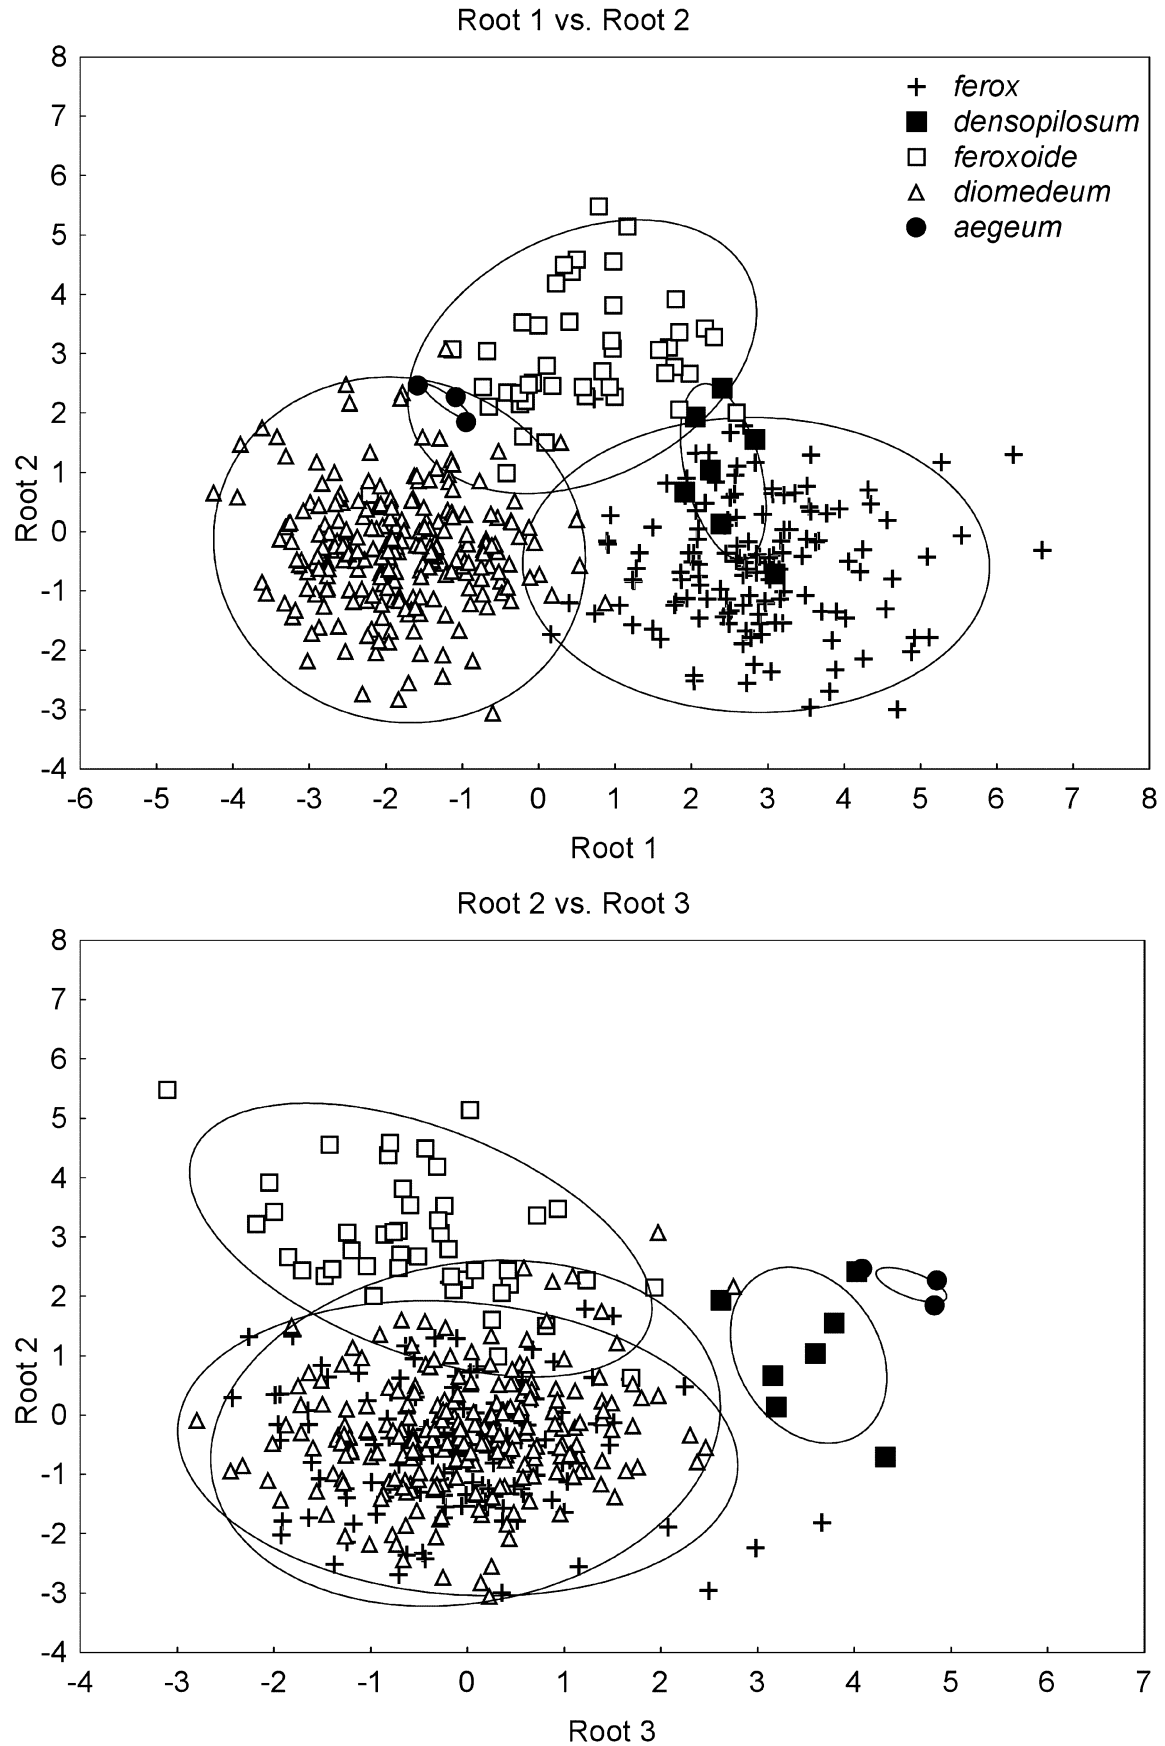 Root 1 vs. Root 2
8
7
6
5
4
3
2
1
0
-1
-2
-3
-4
Root 2
ferox
densopilosum
feroxoide
diomedeum
aegeum
-6 -5 -4 -3 -2 -1 0 1 2 3 4 5 6 7 8
Root 1
Root 2 vs. Root 3
8
7
6
5
4
3
2
1
0
-1
-2
-3
-4
Root 2
-4 -3 -2 -1 0 1 2 3 4 5 6 7
Root 3